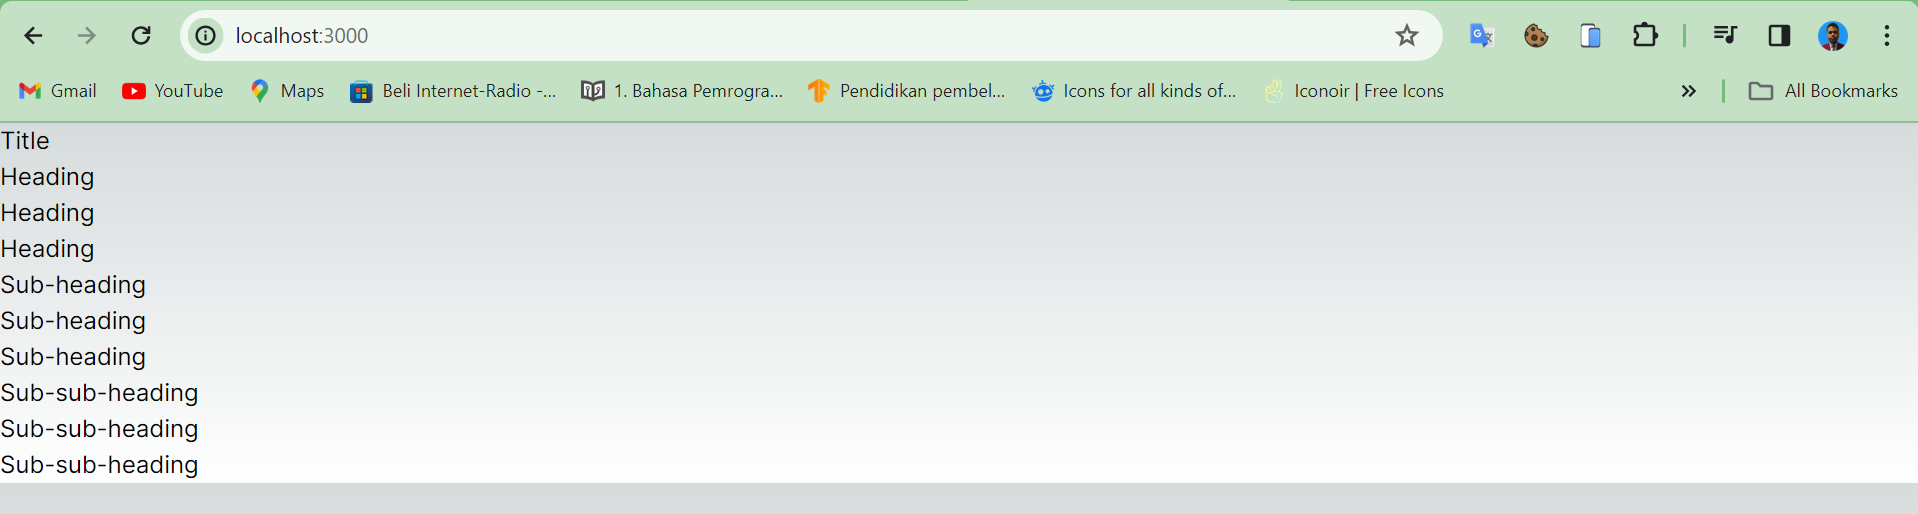 localhost:3000
Gmail YouTube Maps Beli Internet-Radio -... 1. Bahasa Pemrogra... Pendidikan pembel... Icons for all kinds of... Iconoir | Free Icons » All Bookmarks
Title
Heading
Heading
Heading
Sub-heading
Sub-heading
Sub-heading
Sub-sub-heading
Sub-sub-heading
Sub-sub-heading